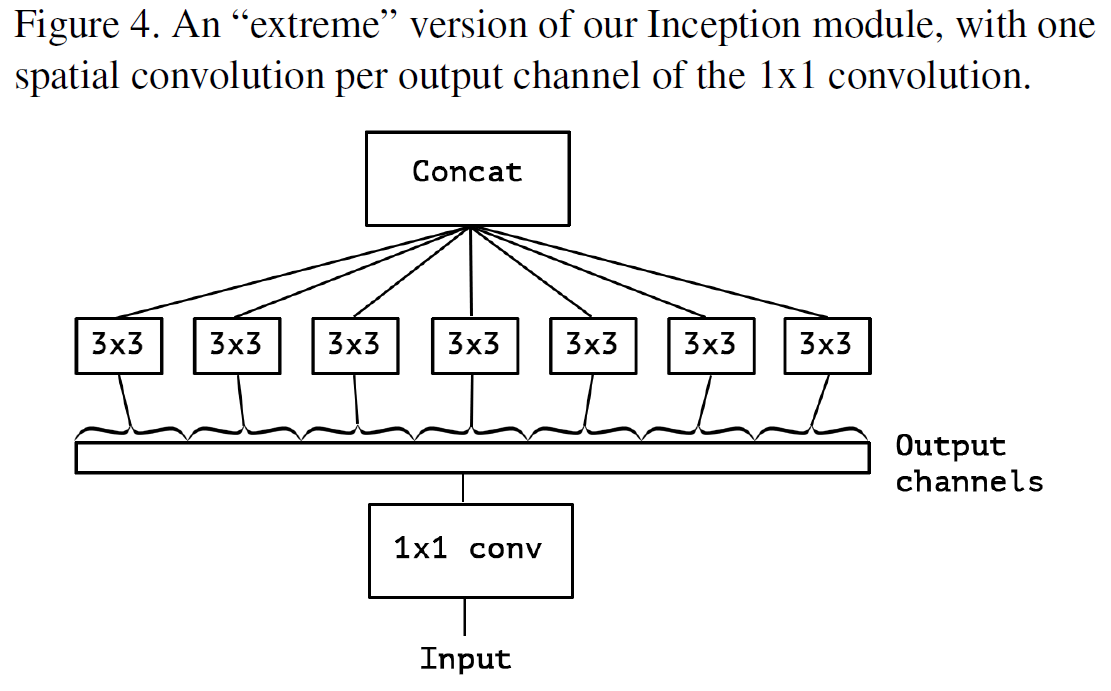 Figure 4. An “extreme” version of our Inception module, with one
spatial convolution per output channel of the 1x1 convolution.
Concat
3x3 3x3 3x3 3x3 3x3 3x3 3x3
Output
channels
1x1 conv
Input